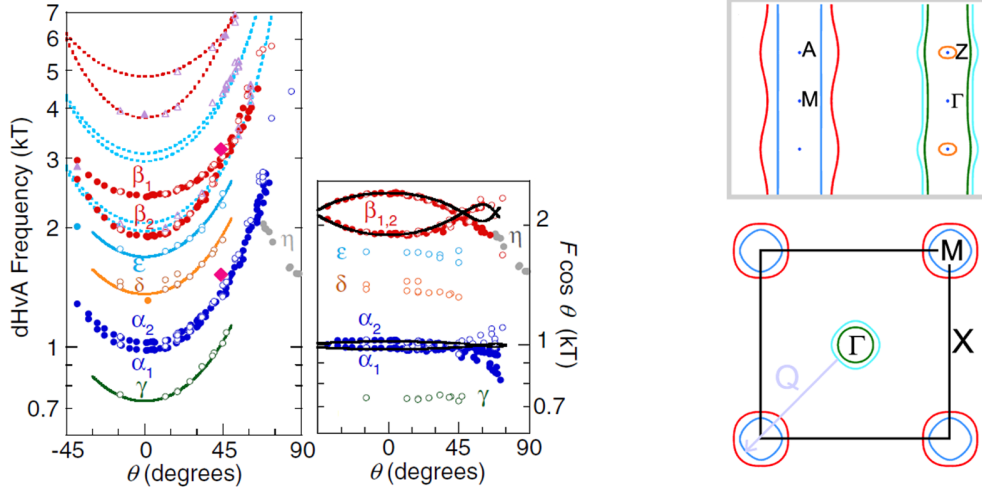 dHvA Frequency (kT)
7
6
5
4
3
2
1
0.7
β1
β2
ε
δ
α2
α1
γ
η
-45
0
45
90
θ (degrees)
β1,2
η
ε
δ
α2
α1
γ
2
1
0.7
F cos θ (kT)
0
45
90
θ (degrees)
A
M
Z
Γ
M
Γ
X
Q